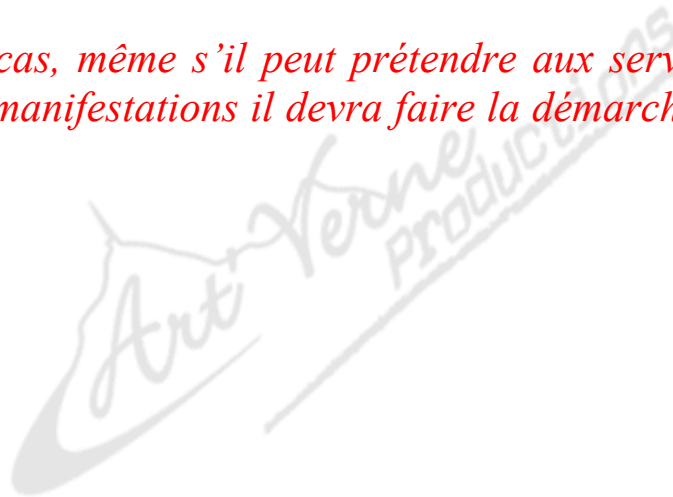 cas, même s’il peut prétendre aux serv
manifestations il devra faire la démarch
Art Verne
Productions